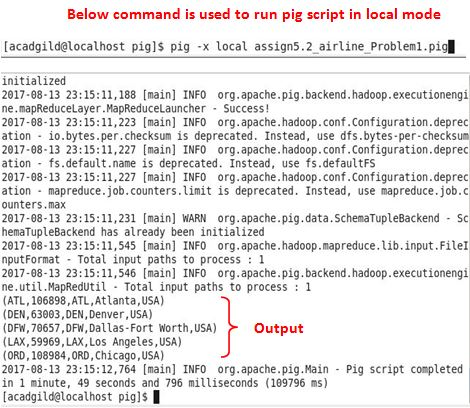 Below command is used to run pig script in local mode
[acadgild@localhost pig]$ pig -x local assign5.2_airline_Problem1.pig
initialized
2017-08-13 23:15:11,188 [main] INFO  org.apache.pig.backend.hadoop.executionengi
ne.mapReduceLayer.MapReduceLauncher - Success!
2017-08-13 23:15:11,223 [main] INFO  org.apache.hadoop.conf.Configuration.deprec
ation - io.bytes.per.checksum is deprecated. Instead, use dfs.bytes-per-checksum
2017-08-13 23:15:11,227 [main] INFO  org.apache.hadoop.conf.Configuration.deprec
ation - fs.default.name is deprecated. Instead, use fs.defaultFS
2017-08-13 23:15:11,227 [main] INFO  org.apache.hadoop.conf.Configuration.deprec
ation - mapreduce.job.counters.limit is deprecated. Instead, use mapreduce.job.c
ounters.max
2017-08-13 23:15:11,231 [main] WARN  org.apache.pig.data.SchemaTupleBackend - Sc
hemaTupleBackend has already been initialized
2017-08-13 23:15:11,545 [main] INFO  org.apache.hadoop.mapreduce.lib.input.FileI
nputFormat - Total input paths to process : 1
2017-08-13 23:15:11,546 [main] INFO  org.apache.pig.backend.hadoop.executionengi
ne.util.MapRedUtil - Total input paths to process : 1
(ATL,106898,ATL,Atlanta,USA)
(DEN,63003,DEN,Denver,USA)
(DFW,70657,DFW,Dallas-Fort Worth,USA)
(LAX,59969,LAX,Los Angeles,USA)
(ORD,108984,ORD,Chicago,USA)
Output
2017-08-13 23:15:12,764 [main] INFO  org.apache.pig.Main - Pig script completed
in 1 minute, 49 seconds and 796 milliseconds (109796 ms)
[acadgild@localhost pig]$